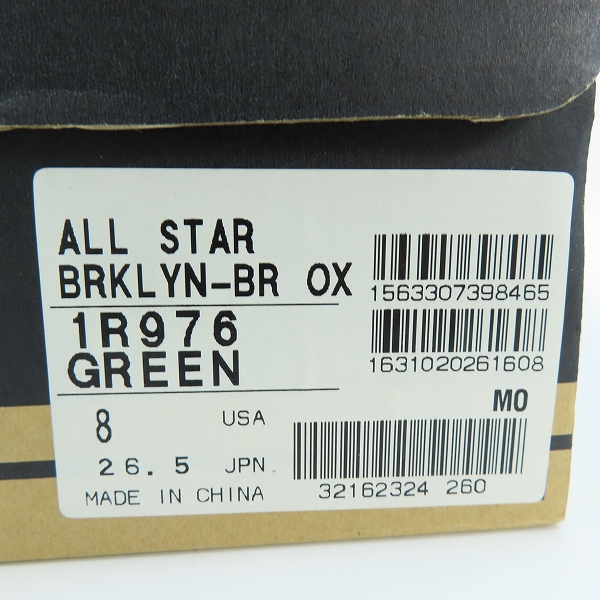 ALL STAR
BRKLYN-BR OX
1563307398465
1R976
GREEN
1631020261608
MO
8 USA
26.5 JPN
32162324 260
MADE IN CHINA